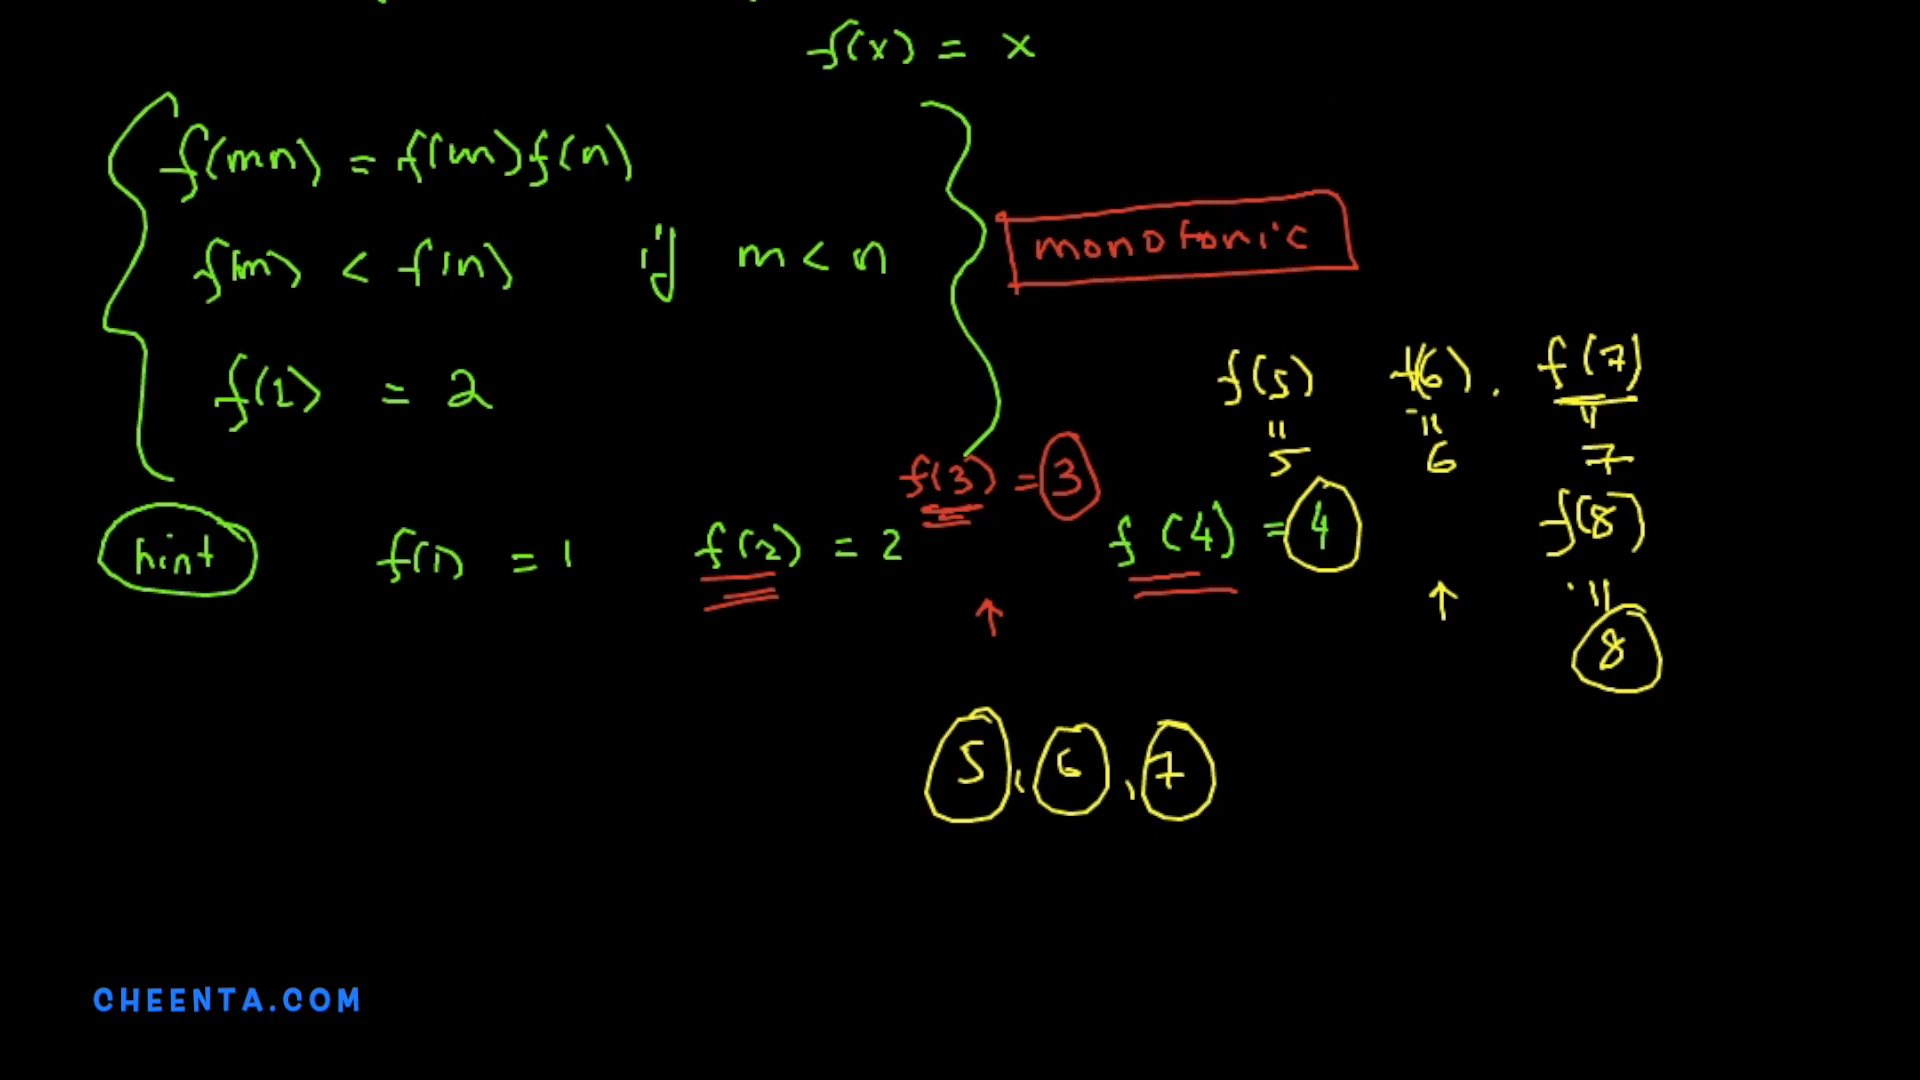 f(x) = x
f(mn) = f(m)f(n)
f(m) < f(n) if m < n
monotonic
f(2) = 2
f(5) f(6) . f(7)
" " "
5 6 7
f(3) = 3
hint f(1) = 1 f(2) = 2 f(4) = 4 f(8)
↑ ↑ "
8
5, 6, 7
CHEENTA.COM